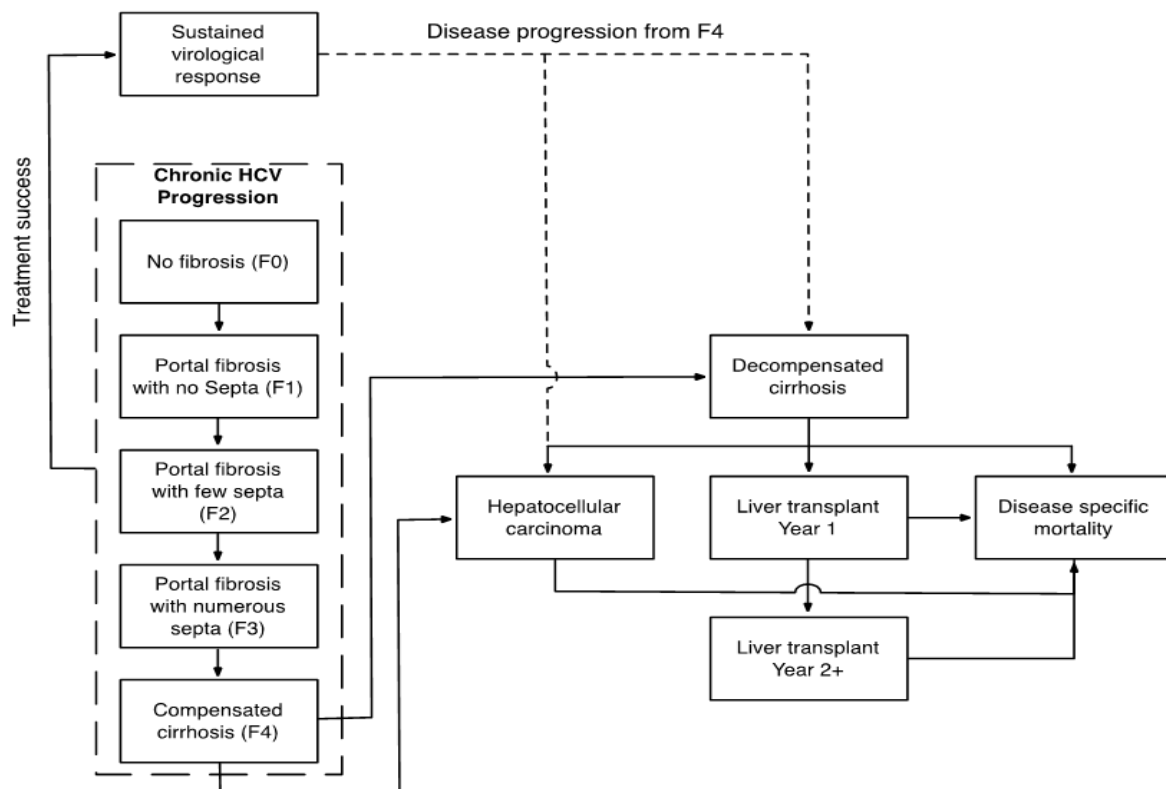 Sustained
virological
response
Disease progression from F4
Treatment success
Chronic HCV
Progression
No fibrosis (F0)
Portal fibrosis
with no Septa (F1)
Portal fibrosis
with few septa
(F2)
Portal fibrosis
with numerous
septa (F3)
Compensated
cirrhosis (F4)
Decompensated
cirrhosis
Hepatocellular
carcinoma
Liver transplant
Year 1
Disease specific
mortality
Liver transplant
Year 2+